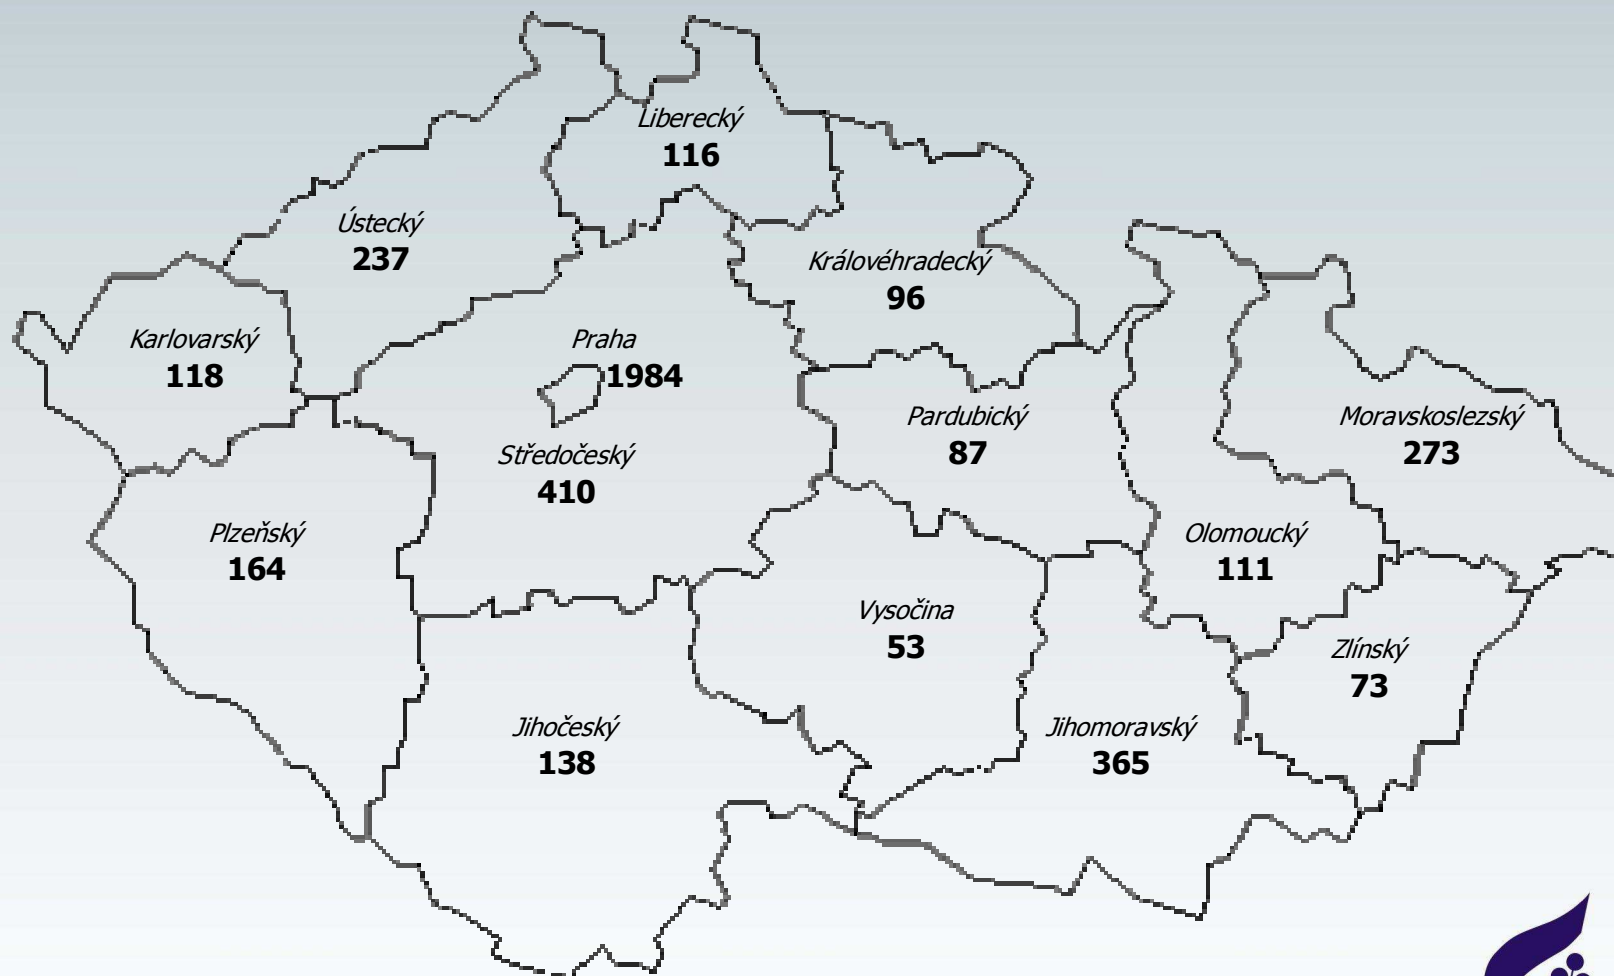 Liberecký
116
Ústecký
237
Královéhradecký
96
Karlovarský
118
Praha
1984
Pardubický
87
Moravskoslezský
273
Středočeský
410
Plzeňský
164
Olomoucký
111
Vysočina
53
Zlínský
73
Jihočeský
138
Jihomoravský
365